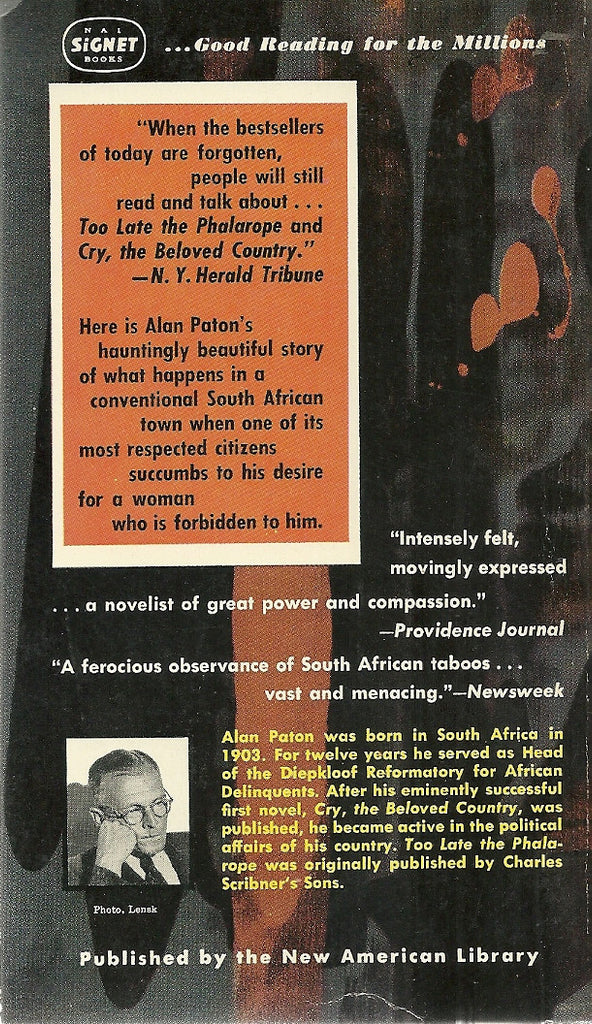 NAL
SIGNET
BOOKS
...Good Reading for the Millions
"When the bestsellers
of today are forgotten,
people will still
read and talk about . . .
Too Late the Phalarope and
Cry, the Beloved Country."
—N. Y. Herald Tribune
Here is Alan Paton's
hauntingly beautiful story
of what happens in a
conventional South African
town when one of its
most respected citizens
succumbs to his desire
for a woman
who is forbidden to him.
"Intensely felt,
movingly expressed
. . . a novelist of great power and compassion."
—Providence Journal
"A ferocious observance of South African taboos . . .
vast and menacing."—Newsweek
Alan Paton was born in South Africa in
1903. For twelve years he served as Head
of the Diepkloof Reformatory for African
Delinquents. After his eminently successful
first novel, Cry, the Beloved Country, was
published, he became active in the political
affairs of his country. Too Late the Phala-
rope was originally published by Charles
Scribner's Sons.
Photo, Lensk
Published by the New American Library